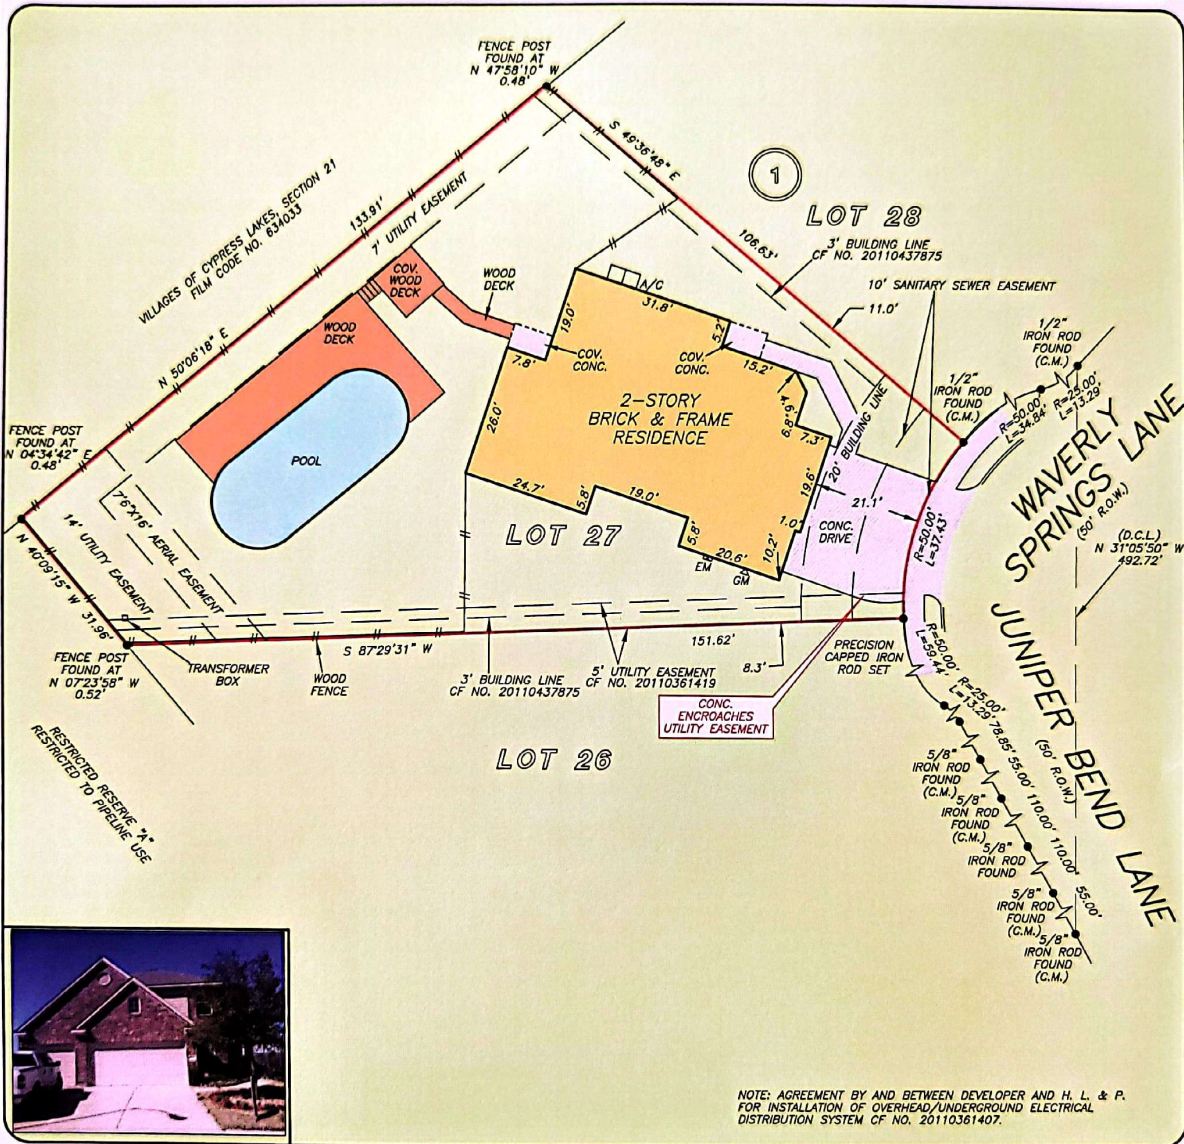 FENCE POST
FOUND AT
N 47°58'10" W
0.48'
S 49°36'48" E
1
LOT 28
3' BUILDING LINE
CF NO. 20110437875
106.63'
10' SANITARY SEWER EASEMENT
11.0'
VILLAGES OF CYPRESS LAKES, SECTION 21
FILM CODE NO. 634033
133.91'
7' UTILITY EASEMENT
N 50°06'18" E
COV.
WOOD
DECK
WOOD
DECK
WOOD
DECK
A/C
31.8'
19.0'
7.8'
COV.
CONC.
5.2'
COV.
CONC.
15.2'
4.6'
6.8'
7.3'
2-STORY
BRICK & FRAME
RESIDENCE
26.0'
24.7'
5.8'
19.0'
5.8'
20.6'
10.2'
1.0'
19.6'
20' BUILDING LINE
21.1'
CONC.
DRIVE
EM
GM
POOL
LOT 27
1/2"
IRON ROD
FOUND
(C.M.)
1/2"
IRON ROD
FOUND
(C.M.)
R=50.00'
L=34.84'
R=25.00'
L=13.29'
WAVERLY
SPRINGS LANE
(50' R.O.W.)
(D.C.L.)
N 31°05'50" W
492.72'
R=50.00'
L=37.43'
FENCE POST
FOUND AT
N 04°34'42" E
0.48'
14' UTILITY EASEMENT
7'6"X16' AERIAL EASEMENT
N 40°09'15" W 31.96'
FENCE POST
FOUND AT
N 07°23'58" W
0.52'
TRANSFORMER
BOX
WOOD
FENCE
S 87°29'31" W
151.62'
3' BUILDING LINE
CF NO. 20110437875
5' UTILITY EASEMENT
CF NO. 20110361419
8.3'
CONC.
ENCROACHES
UTILITY EASEMENT
PRECISION
CAPPED IRON
ROD SET
R=50.00'
L=59.44'
R=25.00'
L=13.29'
78.85'
55.00'
110.00'
110.00'
55.00'
JUNIPER BEND LANE
(50' R.O.W.)
5/8"
IRON ROD
FOUND
(C.M.)
5/8"
IRON ROD
FOUND
(C.M.)
5/8"
IRON ROD
FOUND
5/8"
IRON ROD
FOUND
(C.M.)
5/8"
IRON ROD
FOUND
(C.M.)
LOT 26
RESTRICTED RESERVE "A"
RESTRICTED TO PIPELINE USE
NOTE: AGREEMENT BY AND BETWEEN DEVELOPER AND H. L. & P.
FOR INSTALLATION OF OVERHEAD/UNDERGROUND ELECTRICAL
DISTRIBUTION SYSTEM CF NO. 20110361407.